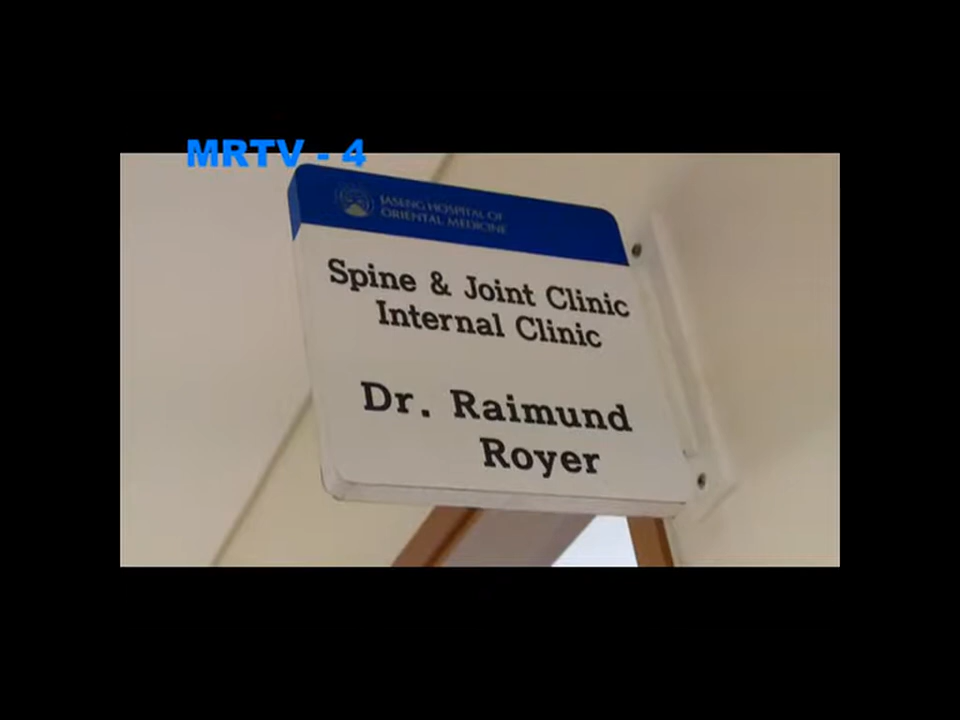 MRTV - 4
JASENG HOSPITAL OF
ORIENTAL MEDICINE
Spine & Joint Clinic
Internal Clinic
Dr. Raimund
Royer